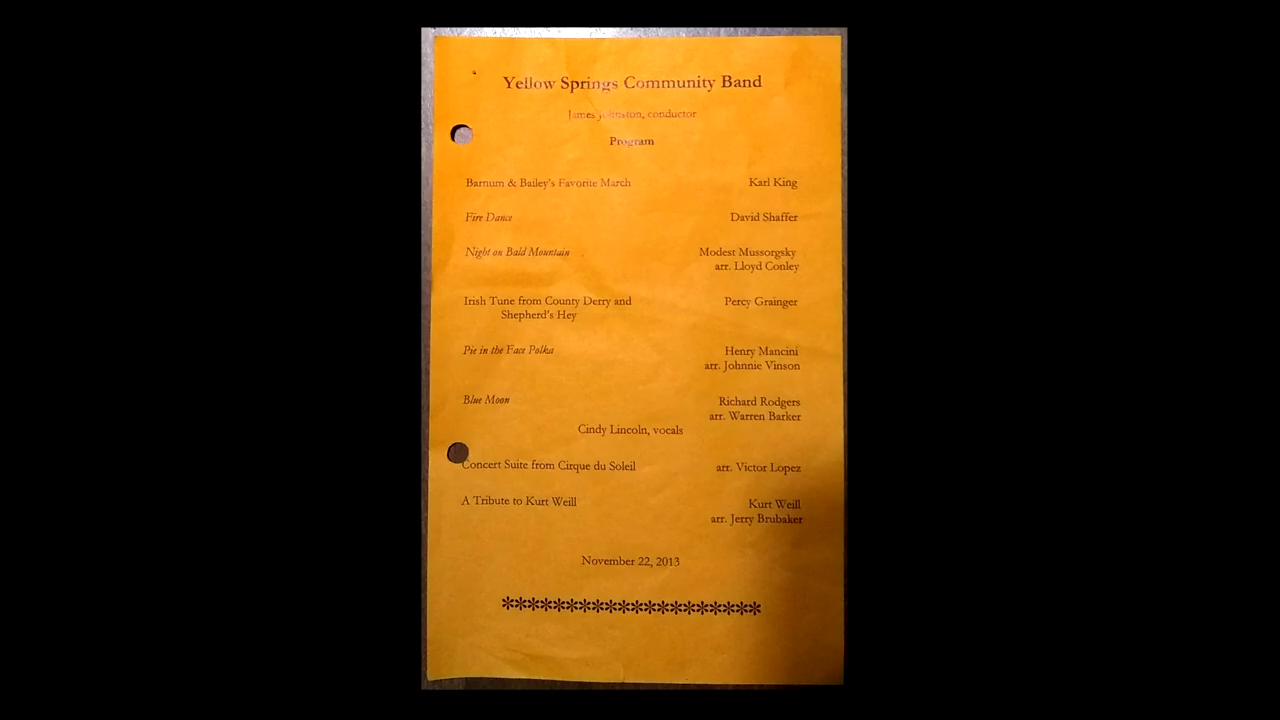 Yellow Springs Community Band
James Johnston, conductor
Program
Barnum & Bailey's Favorite March Karl King
Fire Dance David Shaffer
Night on Bald Mountain Modest Mussorgsky
arr. Lloyd Conley
Irish Tune from County Derry and Percy Grainger
Shepherd's Hey
Pie in the Face Polka Henry Mancini
arr. Johnnie Vinson
Blue Moon Richard Rodgers
arr. Warren Barker
Cindy Lincoln, vocals
Concert Suite from Cirque du Soleil arr. Victor Lopez
A Tribute to Kurt Weill Kurt Weill
arr. Jerry Brubaker
November 22, 2013